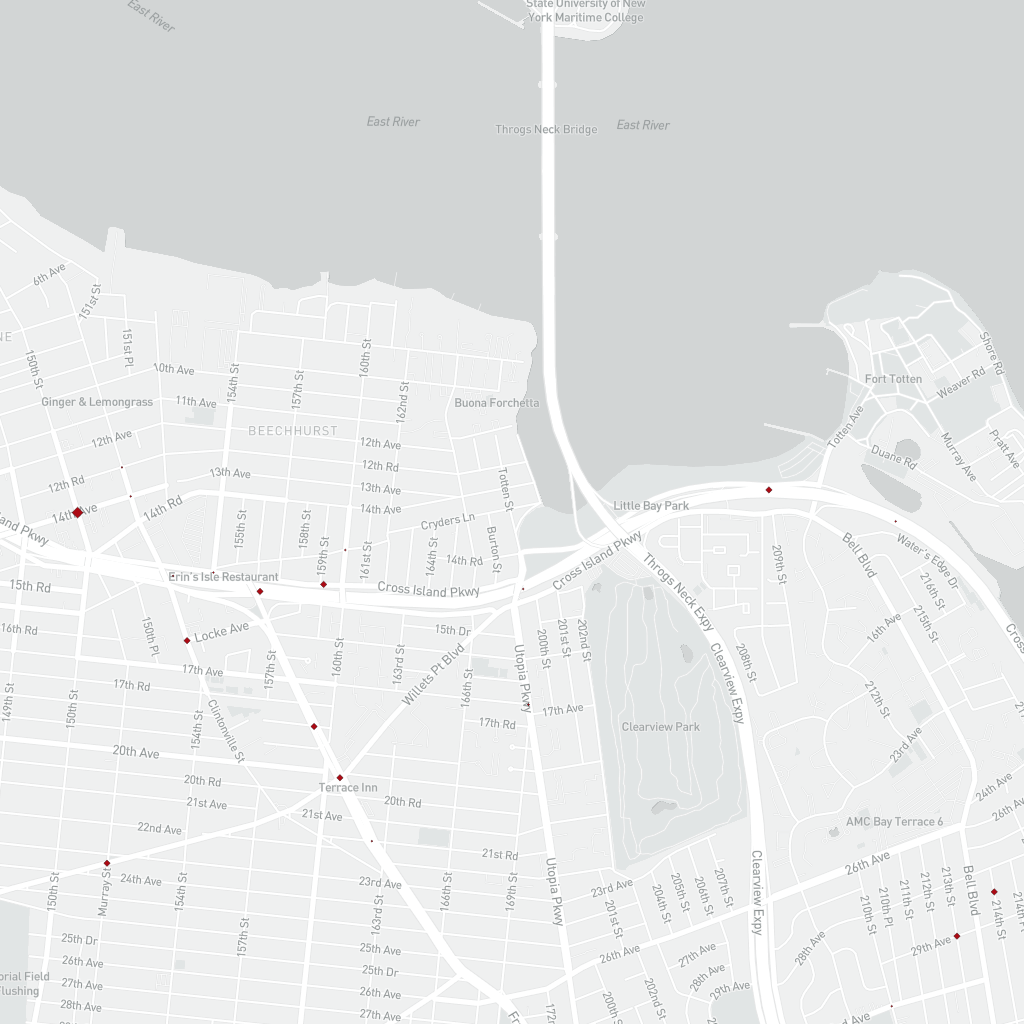 State University of New
York Maritime College
East River
East River
Throgs Neck Bridge
East River
6th Ave
151st St
NE
150th St
151st Pl
10th Ave
154th St
157th St
160th St
162nd St
11th Ave
Ginger & Lemongrass
Buona Forchetta
BEECHHURST
Fort Totten
Shore Rd
Weaver Rd
Totten Ave
Murray Ave
Pratt Ave
Duane Rd
12th Ave
12th Ave
12th Rd
13th Ave
13th Ave
12th Rd
14th Ave
14th Rd
14th Ave
Totten St
Cryders Ln
Burton St
Little Bay Park
155th St
158th St
159th St
161st St
164th St
14th Rd
Cross Island Pkwy
Throgs Neck Expy
209th St
Bell Blvd
Water's Edge Dr
216th St
215th St
16th Ave
Cross
land Pkwy
Erin's Isle Restaurant
Cross Island Pkwy
15th Rd
16th Rd
Locke Ave
150th Pl
15th Dr
Willets Pt Blvd
200th St
201st St
202nd St
Utopia Pkwy
208th St
Clearview Expy
17th Ave
17th Rd
157th St
160th St
163rd St
166th St
17th Ave
17th Rd
Clearview Park
212th St
23rd Ave
21
149th St
150th St
154th St
Clintonville St
20th Ave
20th Rd
21st Ave
22nd Ave
Terrace Inn
20th Rd
21st Ave
21st Rd
24th Ave
26th Ave
AMC Bay Terrace 6
26th Ave
Clearview Expy
Utopia Pkwy
Bell Blvd
150th St
Murray St
24th Ave
154th St
157th St
163rd St
23rd Ave
166th St
169th St
23rd Ave
201st St
204th St
205th St
206th St
207th St
210th St
210th Pl
211th St
212th St
213th St
214th St
214th
25th Dr
26th Ave
27th Ave
28th Ave
25th Ave
25th Dr
26th Ave
27th Ave
26th Ave
27th Ave
28th Ave
29th Ave
28th Ave
29th Ave
200th St
202nd St
172n
Fr
d Ave
orial Field
Flushing